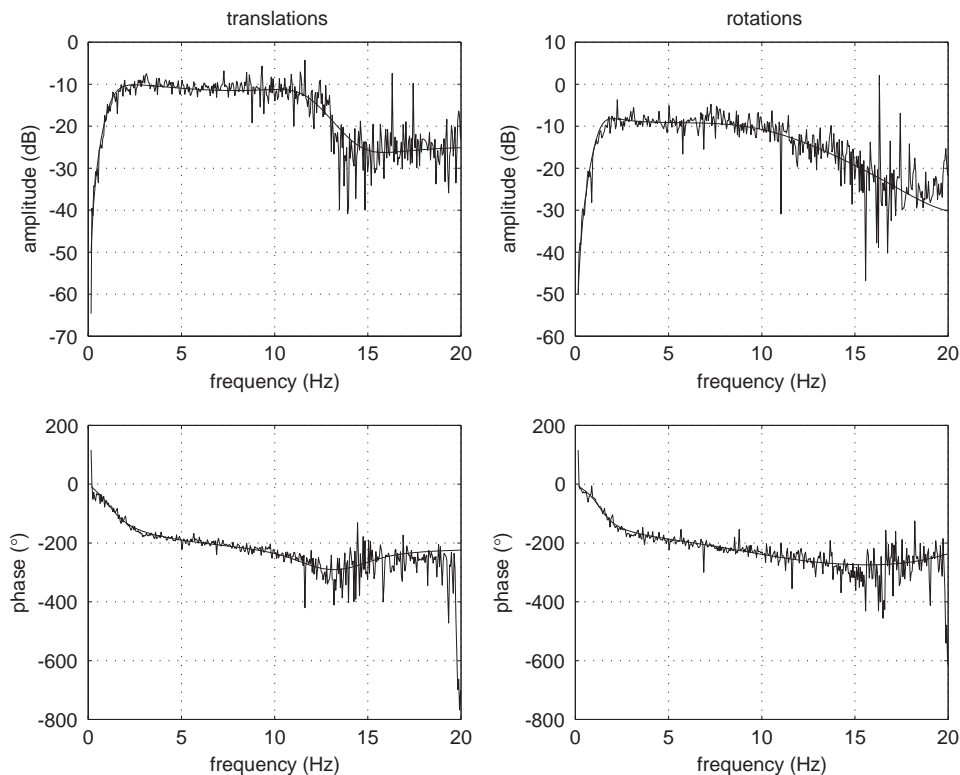 translations
0
-10
-20
-30
-40
-50
-60
-70
amplitude (dB)
0 5 10 15 20
frequency (Hz)
rotations
10
0
-10
-20
-30
-40
-50
-60
amplitude (dB)
0 5 10 15 20
frequency (Hz)
200
0
-200
-400
-600
-800
phase (°)
0 5 10 15 20
frequency (Hz)
200
0
-200
-400
-600
-800
phase (°)
0 5 10 15 20
frequency (Hz)